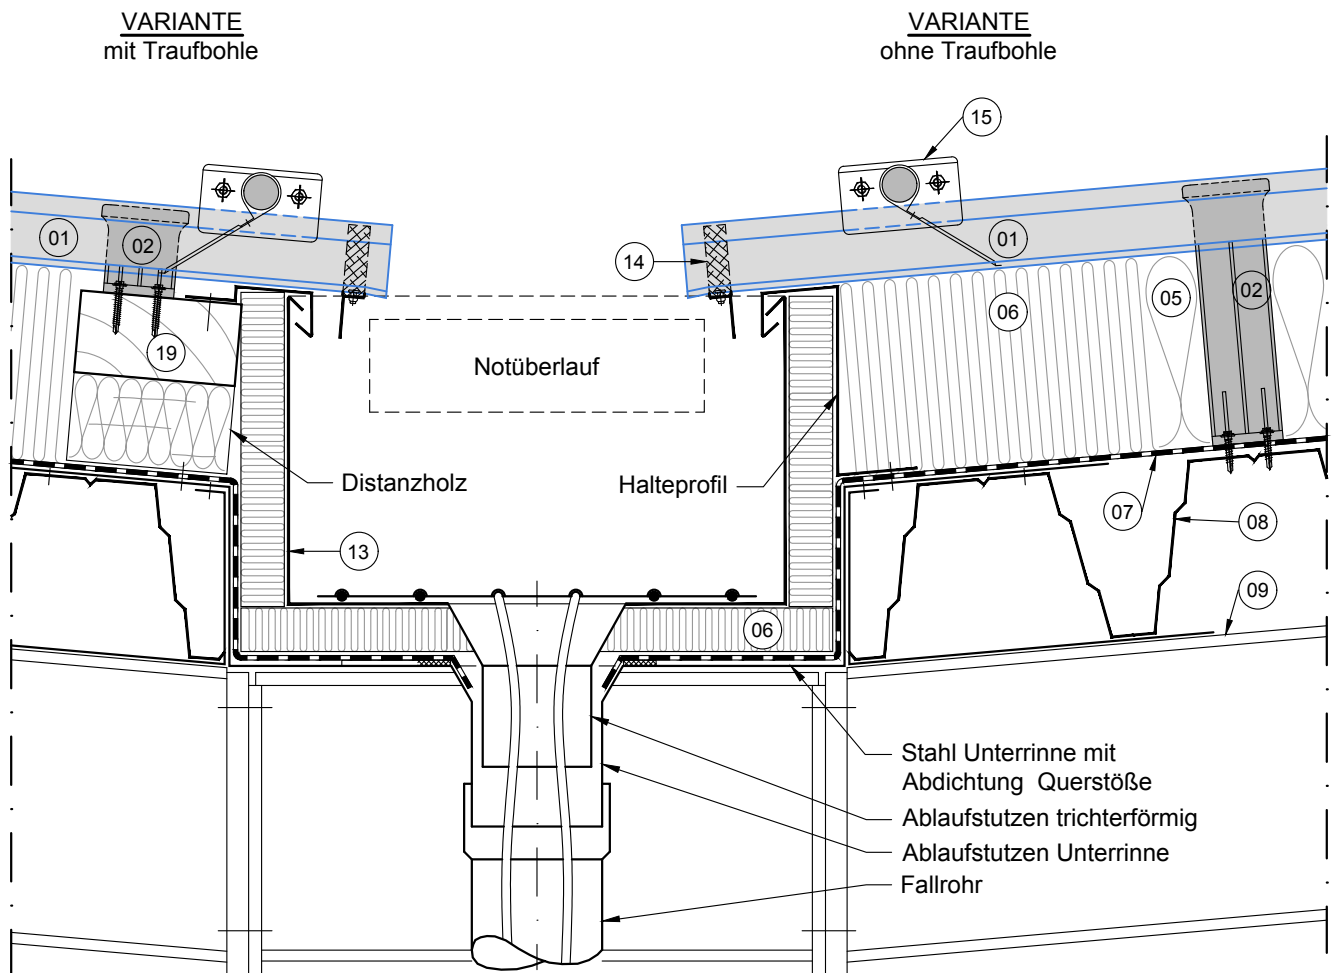 VARIANTE
mit Traufbohle
VARIANTE
ohne Traufbohle
15
01
02
14
01
05
02
06
19
Notüberlauf
Distanzholz
Halteprofil
07
08
13
09
06
Stahl Unterrinne mit
Abdichtung Querstöße
Ablaufstutzen trichterförmig
Ablaufstutzen Unterrinne
Fallrohr